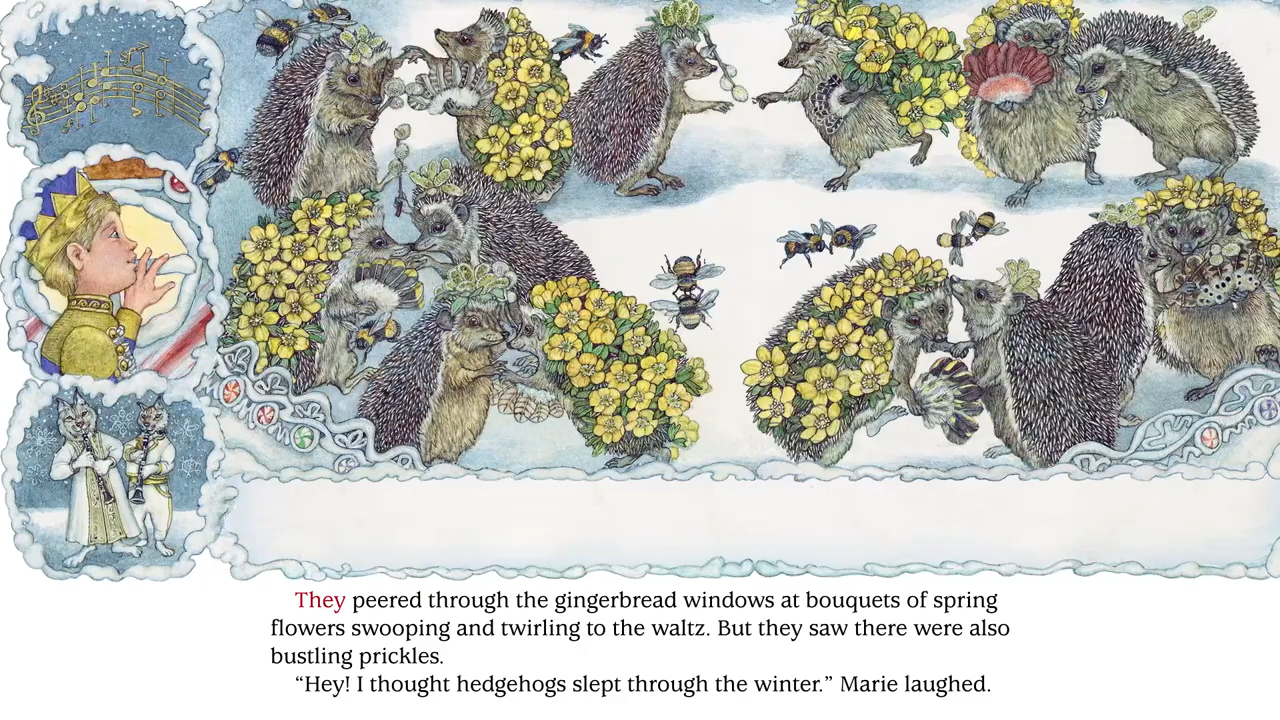 They peered through the gingerbread windows at bouquets of spring
flowers swooping and twirling to the waltz. But they saw there were also
bustling prickles.
“Hey! I thought hedgehogs slept through the winter.” Marie laughed.